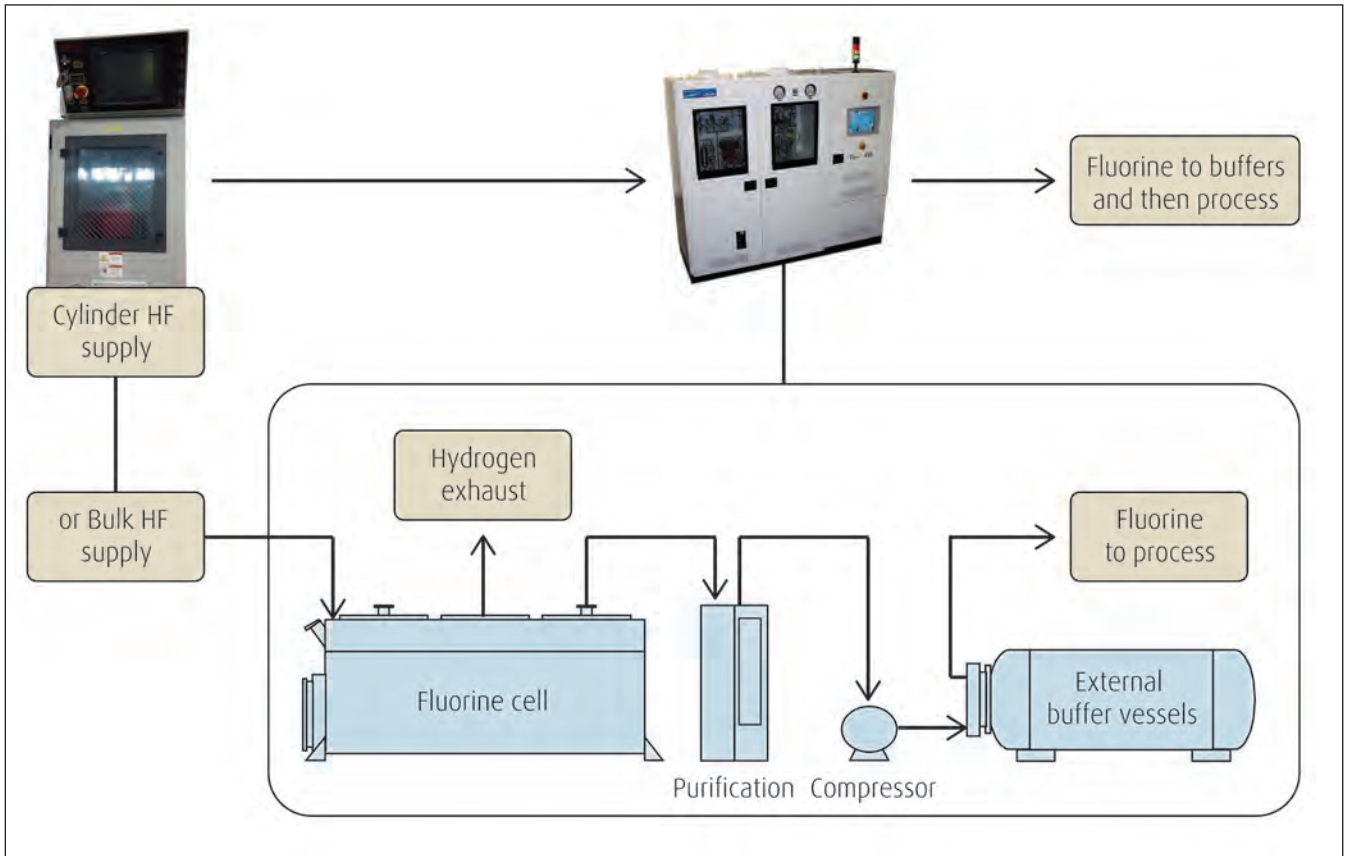 Cylinder HF
supply
Fluorine to buffers
and then process
or Bulk HF
supply
Hydrogen
exhaust
Fluorine
to process
Fluorine cell
External
buffer vessels
Purification
Compressor